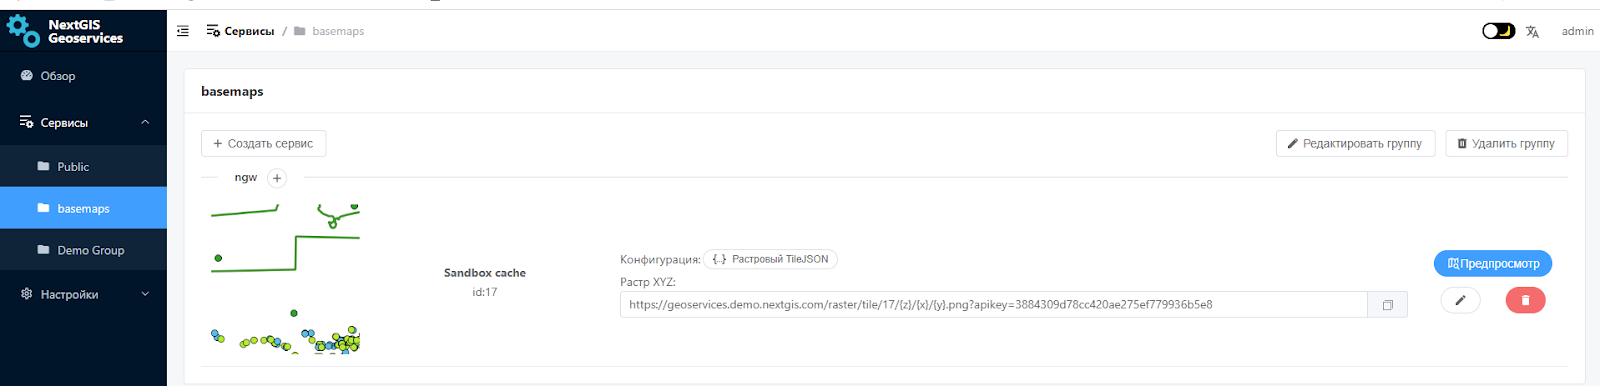 NextGIS
Geoservices
Сервисы / basemaps
admin
Обзор
Сервисы
Public
basemaps
Demo Group
Настройки
basemaps
+ Создать сервис
Редактировать группу
Удалить группу
ngw +
Sandbox cache
id:17
Конфигурация: {..} Растровый TileJSON
Растр XYZ:
https://geoservices.demo.nextgis.com/raster/tile/17/{z}/{x}/{y}.png?apikey=3884309d78cc420ae275ef779936b5e8
Предпросмотр